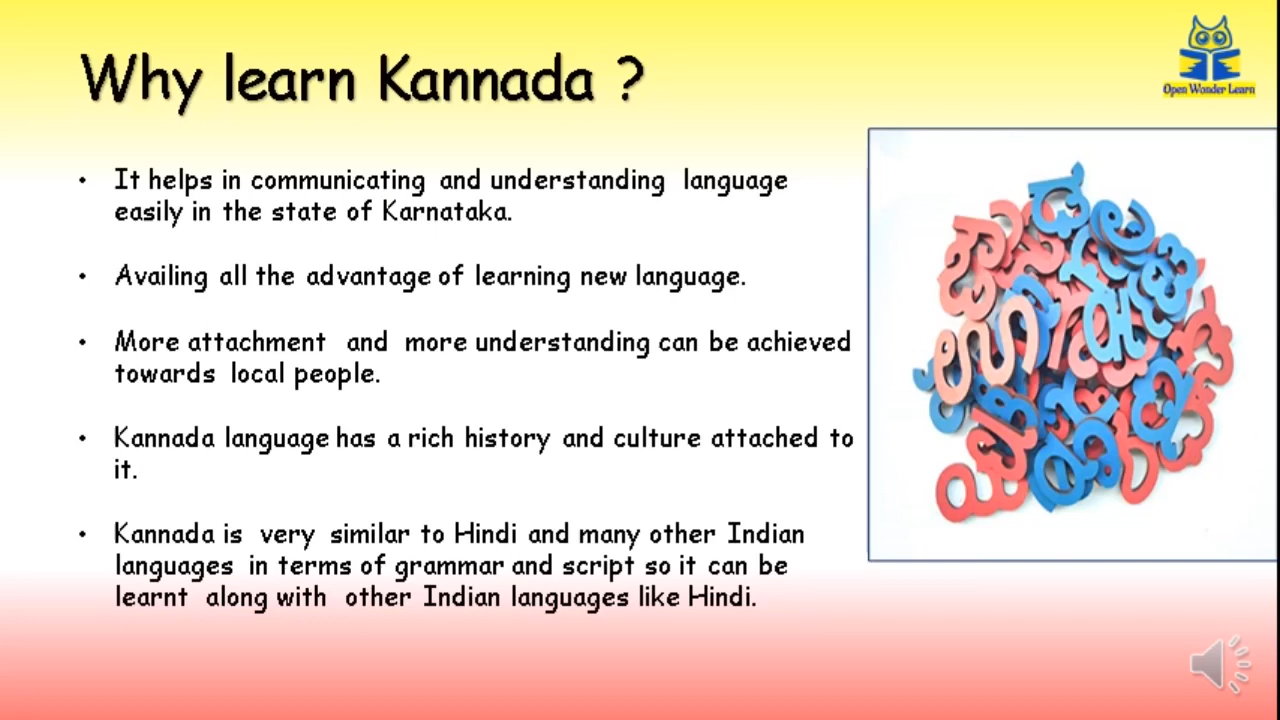 Why learn Kannada ?
Open Wonder Learn
• It helps in communicating and understanding language
easily in the state of Karnataka.
• Availing all the advantage of learning new language.
• More attachment and more understanding can be achieved
towards local people.
• Kannada language has a rich history and culture attached to
it.
• Kannada is very similar to Hindi and many other Indian
languages in terms of grammar and script so it can be
learnt along with other Indian languages like Hindi.